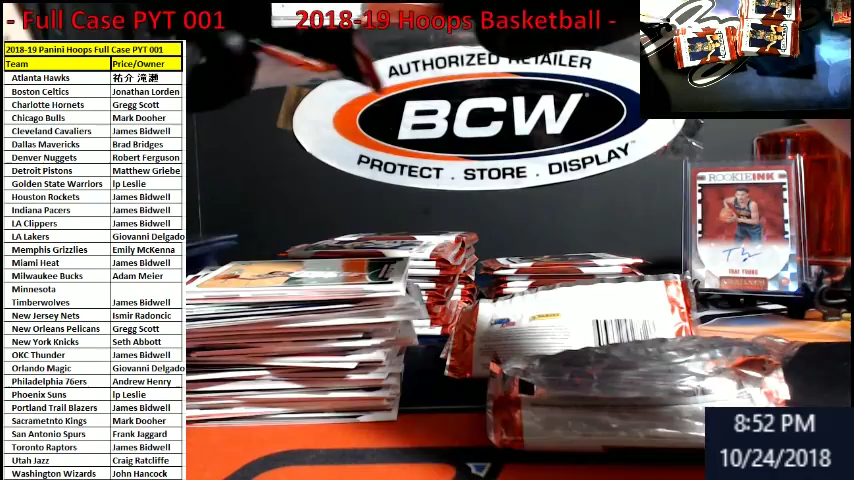 - Full Case PYT 001 2018-19 Hoops Basketball -
2018-19 Panini Hoops Full Case PYT 001
Team Price/Owner
Atlanta Hawks 祐介 滝瀬
Boston Celtics Jonathan Lorden
Charlotte Hornets Gregg Scott
Chicago Bulls Mark Dooher
Cleveland Cavaliers James Bidwell
Dallas Mavericks Brad Bridges
Denver Nuggets Robert Ferguson
Detroit Pistons Matthew Griebe
Golden State Warriors lp Leslie
Houston Rockets James Bidwell
Indiana Pacers James Bidwell
LA Clippers James Bidwell
LA Lakers Giovanni Delgado
Memphis Grizzlies Emily McKenna
Miami Heat James Bidwell
Milwaukee Bucks Adam Meier
Minnesota
Timberwolves James Bidwell
New Jersey Nets Ismir Radoncic
New Orleans Pelicans Gregg Scott
New York Knicks Seth Abbott
OKC Thunder James Bidwell
Orlando Magic Giovanni Delgado
Philadelphia 76ers Andrew Henry
Phoenix Suns lp Leslie
Portland Trail Blazers James Bidwell
Sacrametnto Kings Mark Dooher
San Antonio Spurs Frank Jaggard
Toronto Raptors James Bidwell
Utah Jazz Craig Ratcliffe
Washington Wizards John Hancock
AUTHORIZED RETAILER
BCW
PROTECT . STORE . DISPLAY
ROOKIE INK
TRAE YOUNG
8:52 PM
10/24/2018